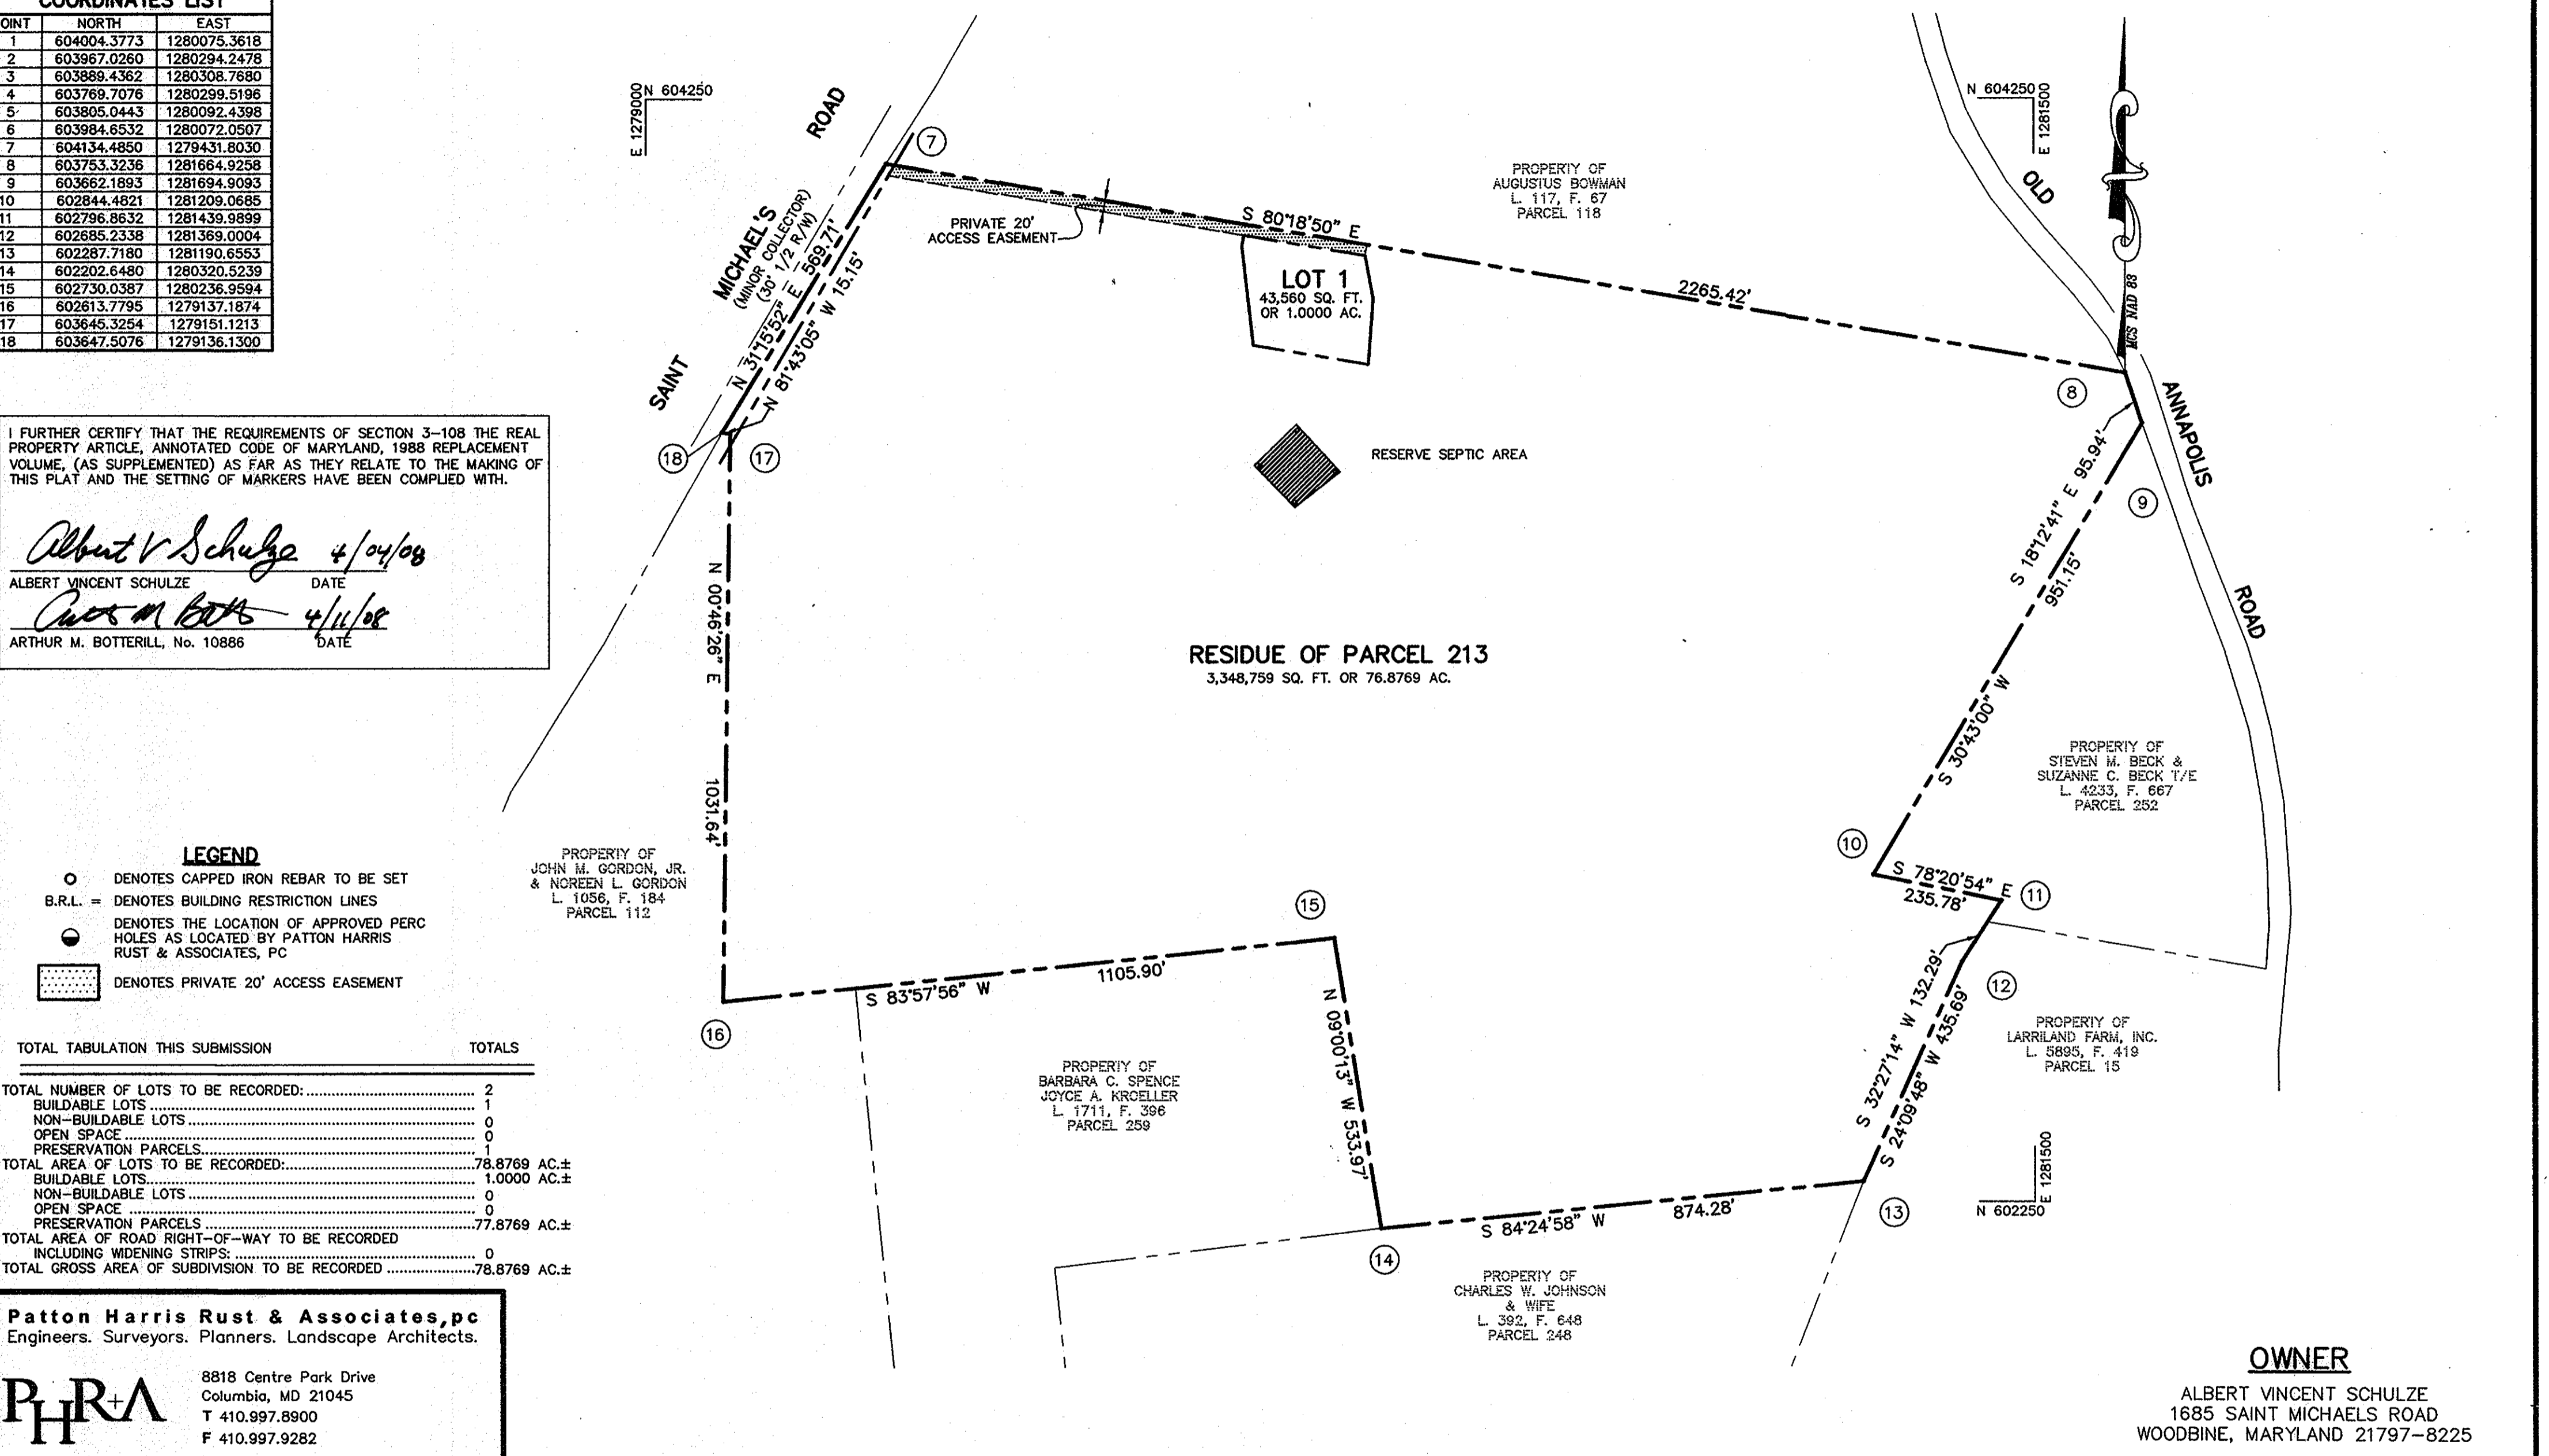 COORDINATES LIST
OINT NORTH EAST
1 604004.3773 1280075.3618
2 603967.0260 1280294.2478
3 603889.4362 1280308.7680
4 603769.7076 1280299.5196
5 603805.0443 1280092.4398
6 603984.6532 1280072.0507
7 604134.4850 1279431.8030
8 603753.3236 1281664.9258
9 603662.1893 1281694.9093
10 602844.4821 1281209.0685
11 602796.8632 1281439.9899
12 602685.2338 1281369.0004
13 602287.7180 1281190.6553
14 602202.6480 1280320.5239
15 602730.0387 1280236.9594
16 602613.7795 1279137.1874
17 603645.3254 1279151.1213
18 603647.5076 1279136.1300
I FURTHER CERTIFY THAT THE REQUIREMENTS OF SECTION 3-108 THE REAL
PROPERTY ARTICLE, ANNOTATED CODE OF MARYLAND, 1988 REPLACEMENT
VOLUME, (AS SUPPLEMENTED) AS FAR AS THEY RELATE TO THE MAKING OF
THIS PLAT AND THE SETTING OF MARKERS HAVE BEEN COMPLIED WITH.
Albert V Schulze 4/04/08
ALBERT VINCENT SCHULZE DATE
4/11/08
ARTHUR M. BOTTERILL, No. 10886 DATE
LEGEND
DENOTES CAPPED IRON REBAR TO BE SET
B.R.L. = DENOTES BUILDING RESTRICTION LINES
DENOTES THE LOCATION OF APPROVED PERC
HOLES AS LOCATED BY PATTON HARRIS
RUST & ASSOCIATES, PC
DENOTES PRIVATE 20' ACCESS EASEMENT
TOTAL TABULATION THIS SUBMISSION TOTALS
TOTAL NUMBER OF LOTS TO BE RECORDED: 2
BUILDABLE LOTS 1
NON-BUILDABLE LOTS 0
OPEN SPACE 0
PRESERVATION PARCELS 1
TOTAL AREA OF LOTS TO BE RECORDED: 78.8769 AC.±
BUILDABLE LOTS 1.0000 AC.±
NON-BUILDABLE LOTS 0
OPEN SPACE 0
PRESERVATION PARCELS 77.8769 AC.±
TOTAL AREA OF ROAD RIGHT-OF-WAY TO BE RECORDED
INCLUDING WIDENING STRIPS: 0
TOTAL GROSS AREA OF SUBDIVISION TO BE RECORDED 78.8769 AC.±
Patton Harris Rust & Associates,pc
Engineers. Surveyors. Planners. Landscape Architects.
PHR+A
8818 Centre Park Drive
Columbia, MD 21045
T 410.997.8900
F 410.997.9282
N 604250
E 1279000
SAINT MICHAEL'S ROAD
(MINOR COLLECTOR)
(30' 1/2 R/W)
N 31°15'52" E 569.71'
N 81°43'05" W 15.15'
7
PRIVATE 20'
ACCESS EASEMENT
S 80°18'50" E
2265.42'
LOT 1
43,560 SQ. FT.
OR 1.0000 AC.
PROPERTY OF
AUGUSTUS BOWMAN
L. 117, F. 67
PARCEL 118
N 604250
E 1281500
OLD ANNAPOLIS ROAD
MCS NAD 83
8
9
S 18°12'41" E 95.94'
951.15'
S 30°43'00" W
18
17
RESERVE SEPTIC AREA
N 00°46'26" E
1031.64'
RESIDUE OF PARCEL 213
3,348,759 SQ. FT. OR 76.8769 AC.
PROPERTY OF
STEVEN M. BECK &
SUZANNE C. BECK T/E
L. 4233, F. 667
PARCEL 252
PROPERTY OF
JOHN M. GORDON, JR.
& NOREEN L. GORDON
L. 1056, F. 184
PARCEL 112
10
S 78°20'54" E
235.78'
11
15
S 83°57'56" W
1105.90'
16
12
S 32°27'14" W 132.29'
S 24°09'48" W 435.69'
PROPERTY OF
LARRILAND FARM, INC.
L. 5895, F. 419
PARCEL 15
N 09°00'13" W 533.97'
PROPERTY OF
BARBARA C. SPENCE
JOYCE A. KROELLER
L. 1711, F. 396
PARCEL 259
S 84°24'58" W
874.28'
13
14
N 602250
E 1281500
PROPERTY OF
CHARLES W. JOHNSON
& WIFE
L. 392, F. 648
PARCEL 248
OWNER
ALBERT VINCENT SCHULZE
1685 SAINT MICHAELS ROAD
WOODBINE, MARYLAND 21797-8225